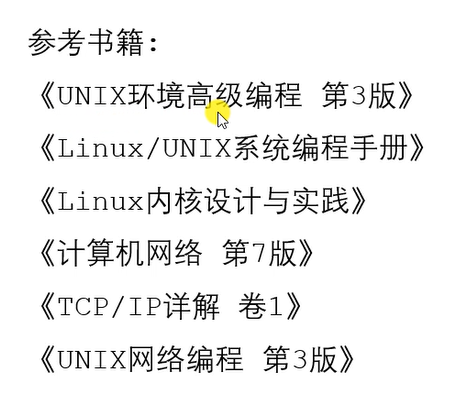 参考书籍:
《UNIX环境高级编程 第3版》
《Linux/UNIX系统编程手册》
《Linux内核设计与实践》
《计算机网络 第7版》
《TCP/IP详解 卷1》
《UNIX网络编程 第3版》